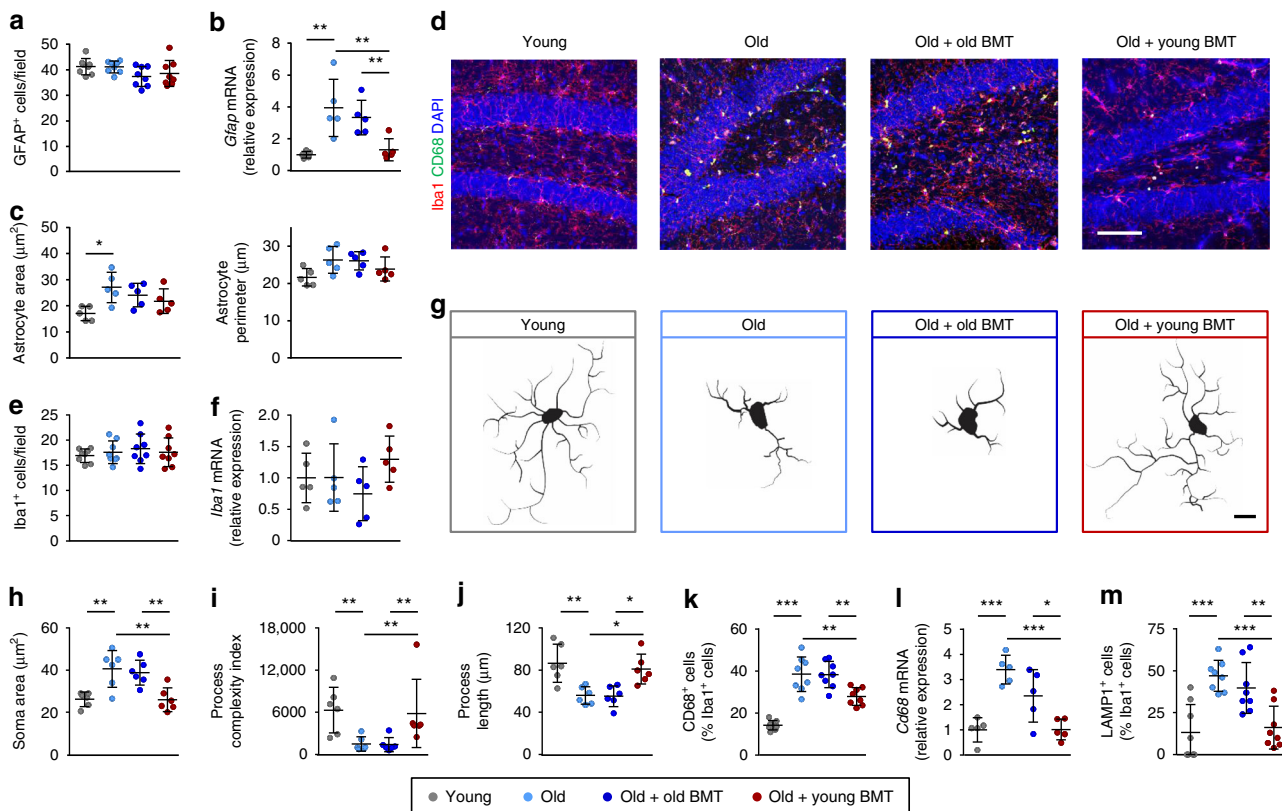 a
GFAP+ cells/field
50
40
30
20
10
0
b
Gfap mRNA
(relative expression)
8
6
4
2
0
**
**
**
c
Astrocyte area (μm2)
50
40
30
20
10
0
*
Astrocyte
perimeter (μm)
30
20
10
0
d
Iba1 CD68 DAPI
Young
Old
Old + old BMT
Old + young BMT
e
Iba1+ cells/field
25
20
15
10
5
0
f
Iba1 mRNA
(relative expression)
2.0
1.5
1.0
0.5
0
g
Young
Old
Old + old BMT
Old + young BMT
h
Soma area (μm2)
80
60
40
20
0
**
**
**
i
Process
complexity index
18,000
12,000
6000
0
**
**
**
j
Process
length (μm)
120
80
40
0
**
*
*
k
CD68+ cells
(% Iba1+ cells)
60
40
20
0
***
**
**
l
Cd68 mRNA
(relative expression)
5
4
3
2
1
0
***
*
***
m
LAMP1+ cells
(% Iba1+ cells)
75
50
25
0
***
**
***
Young
Old
Old + old BMT
Old + young BMT